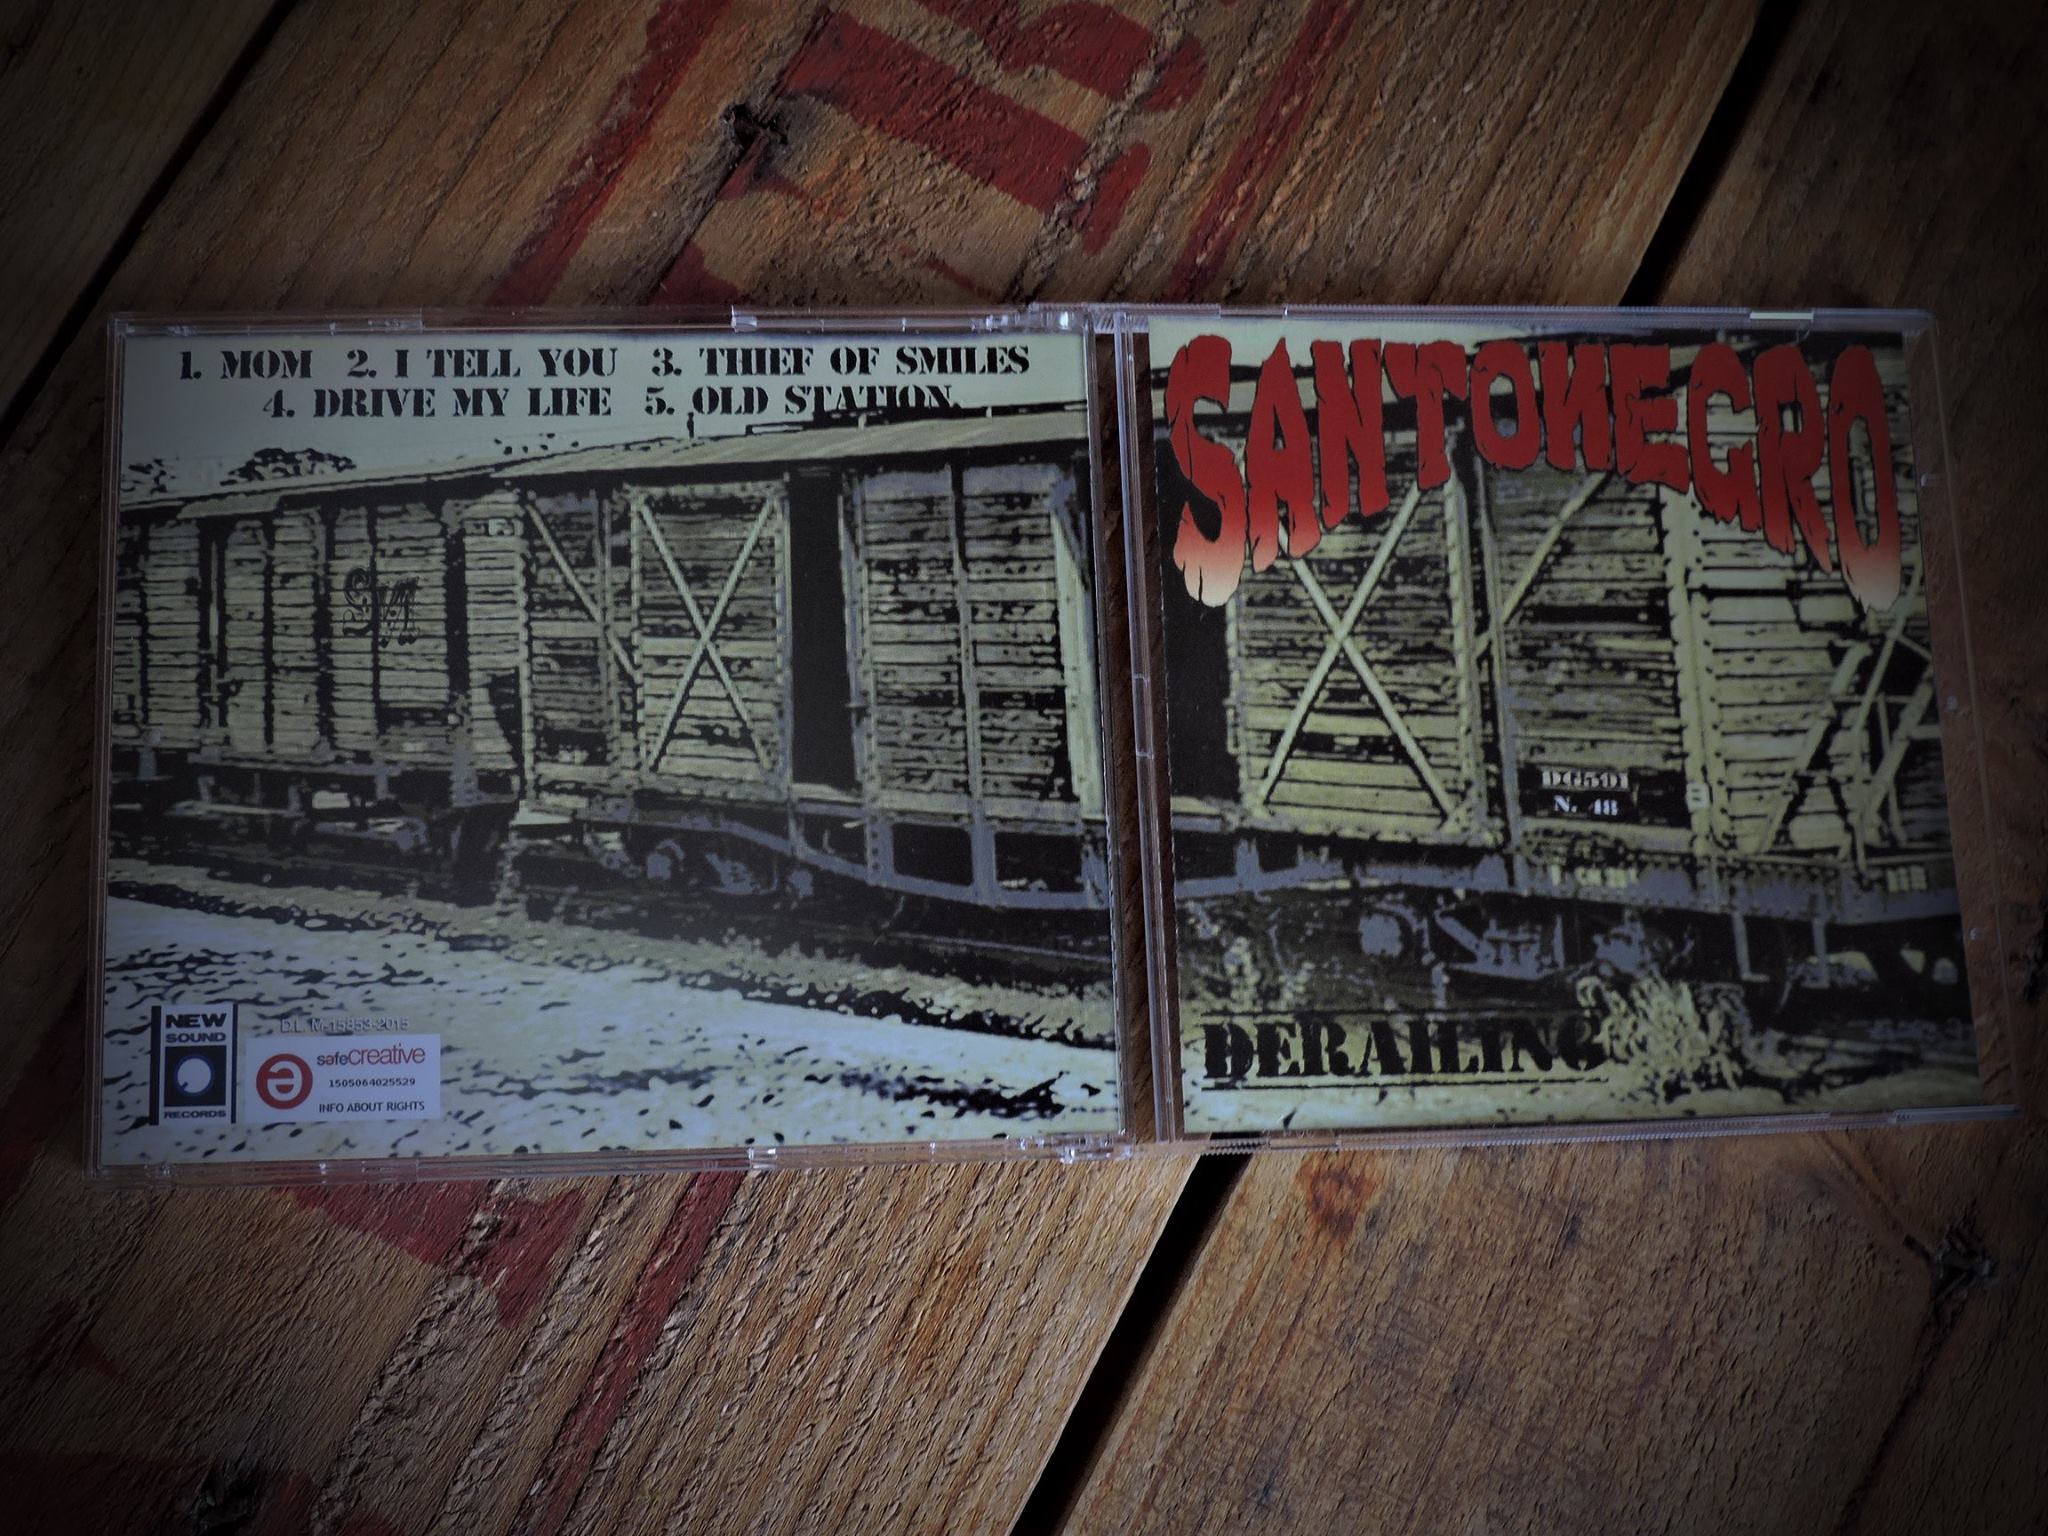 1. MOM 2. I TELL YOU 3. THIEF OF SMILES
4. DRIVE MY LIFE 5. OLD STATION
NEW
SOUND
RECORDS
D.L. M-15853-2015
safeCreative
1505064025529
INFO ABOUT RIGHTS
SANTONEGRO
DG501
N. 48
DERAILING